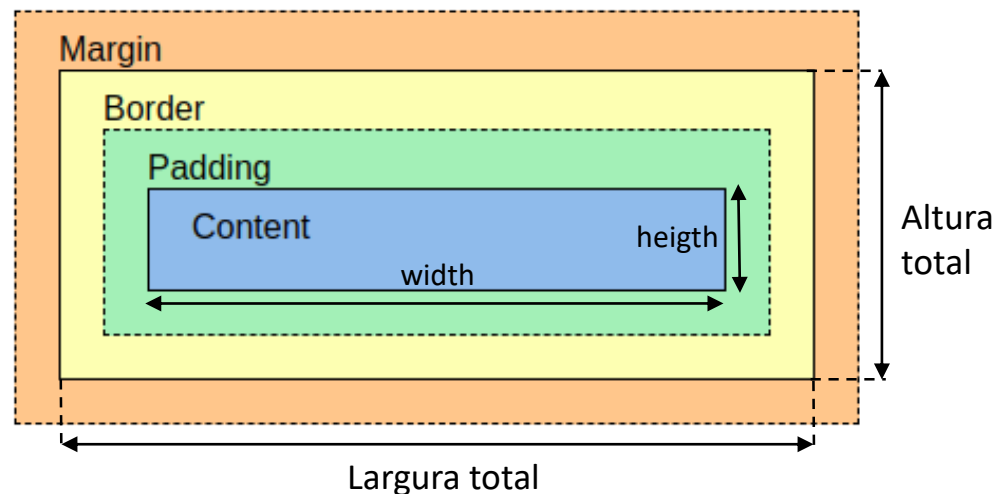 Margin
Border
Padding
Content
heigth
width
Altura
total
Largura total